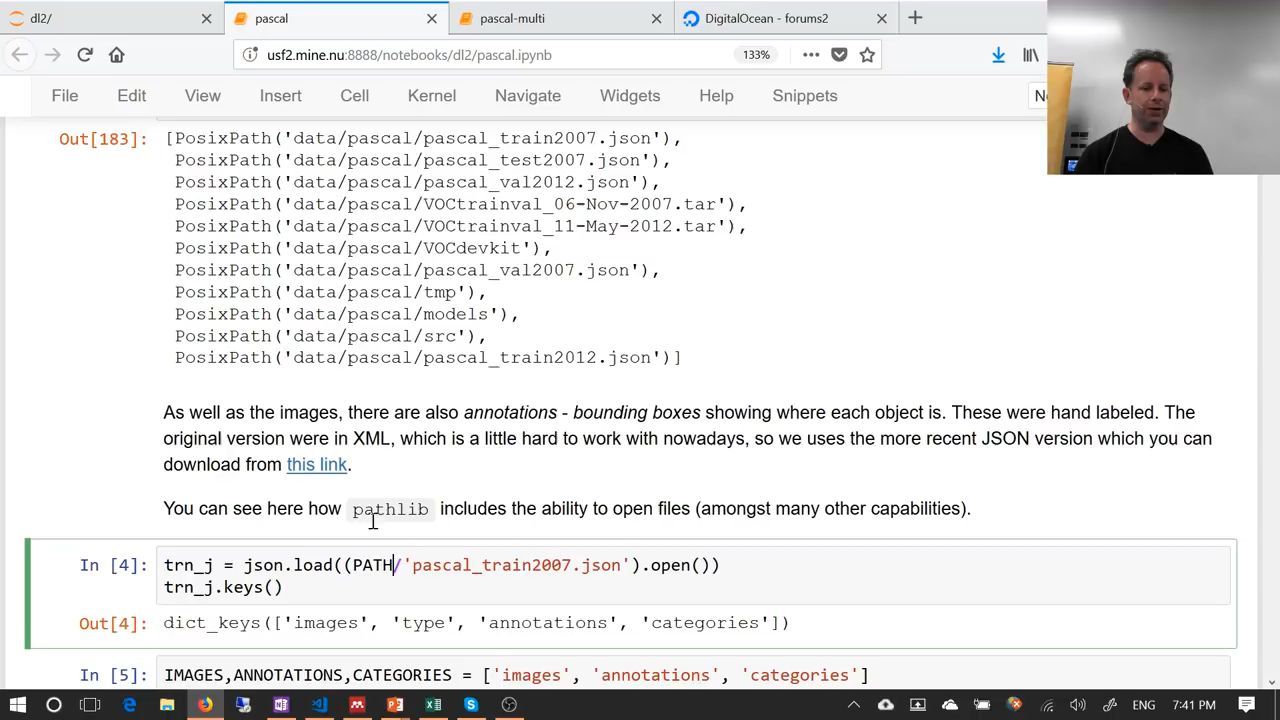 dl2/
pascal
pascal-multi
DigitalOcean - forums2
usf2.mine.nu:8888/notebooks/dl2/pascal.ipynb
133%
File Edit View Insert Cell Kernel Navigate Widgets Help Snippets
Out[183]: [PosixPath('data/pascal/pascal_train2007.json'),
PosixPath('data/pascal/pascal_test2007.json'),
PosixPath('data/pascal/pascal_val2012.json'),
PosixPath('data/pascal/VOCtrainval_06-Nov-2007.tar'),
PosixPath('data/pascal/VOCtrainval_11-May-2012.tar'),
PosixPath('data/pascal/VOCdevkit'),
PosixPath('data/pascal/pascal_val2007.json'),
PosixPath('data/pascal/tmp'),
PosixPath('data/pascal/models'),
PosixPath('data/pascal/src'),
PosixPath('data/pascal/pascal_train2012.json')]
As well as the images, there are also annotations - bounding boxes showing where each object is. These were hand labeled. The
original version were in XML, which is a little hard to work with nowadays, so we uses the more recent JSON version which you can
download from this link.
You can see here how pathlib includes the ability to open files (amongst many other capabilities).
In [4]: trn_j = json.load((PATH/'pascal_train2007.json').open())
trn_j.keys()
Out[4]: dict_keys(['images', 'type', 'annotations', 'categories'])
In [5]: IMAGES,ANNOTATIONS,CATEGORIES = ['images', 'annotations', 'categories']
ENG 7:41 PM